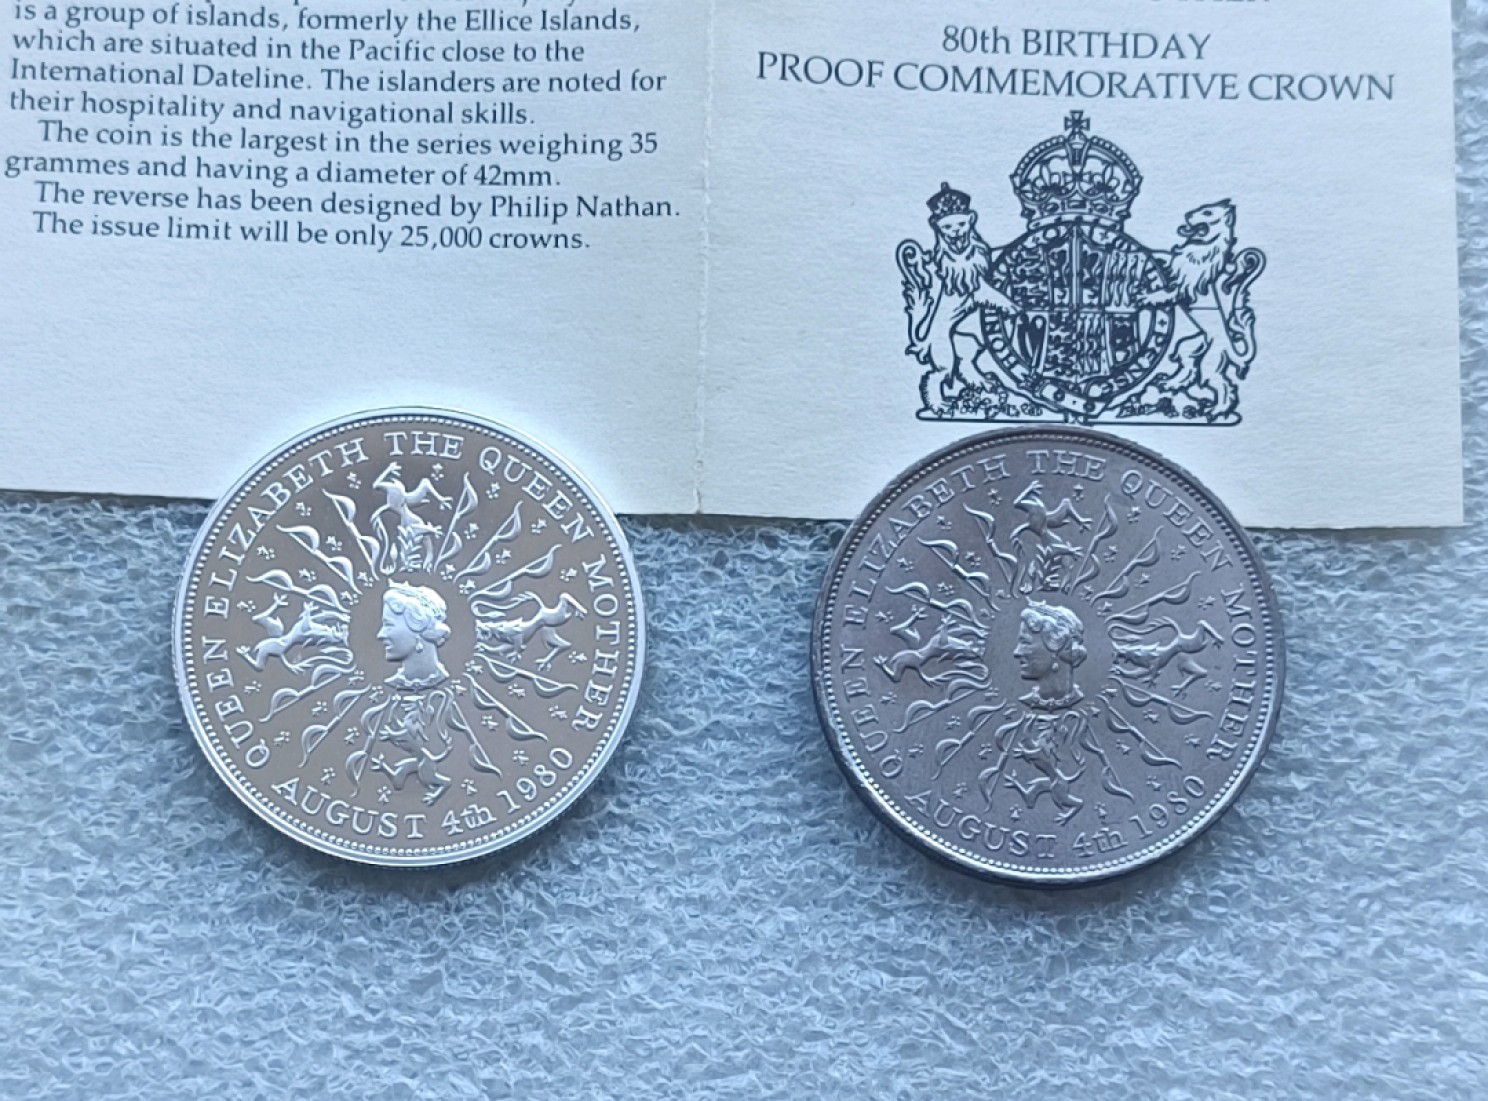 is a group of islands, formerly the Ellice Islands,
which are situated in the Pacific close to the
International Dateline. The islanders are noted for
their hospitality and navigational skills.
The coin is the largest in the series weighing 35
grammes and having a diameter of 42mm.
The reverse has been designed by Philip Nathan.
The issue limit will be only 25,000 crowns.
80th BIRTHDAY
PROOF COMMEMORATIVE CROWN
QUEEN ELIZABETH THE QUEEN MOTHER
AUGUST 4th 1980
QUEEN ELIZABETH THE QUEEN MOTHER
AUGUST 4th 1980